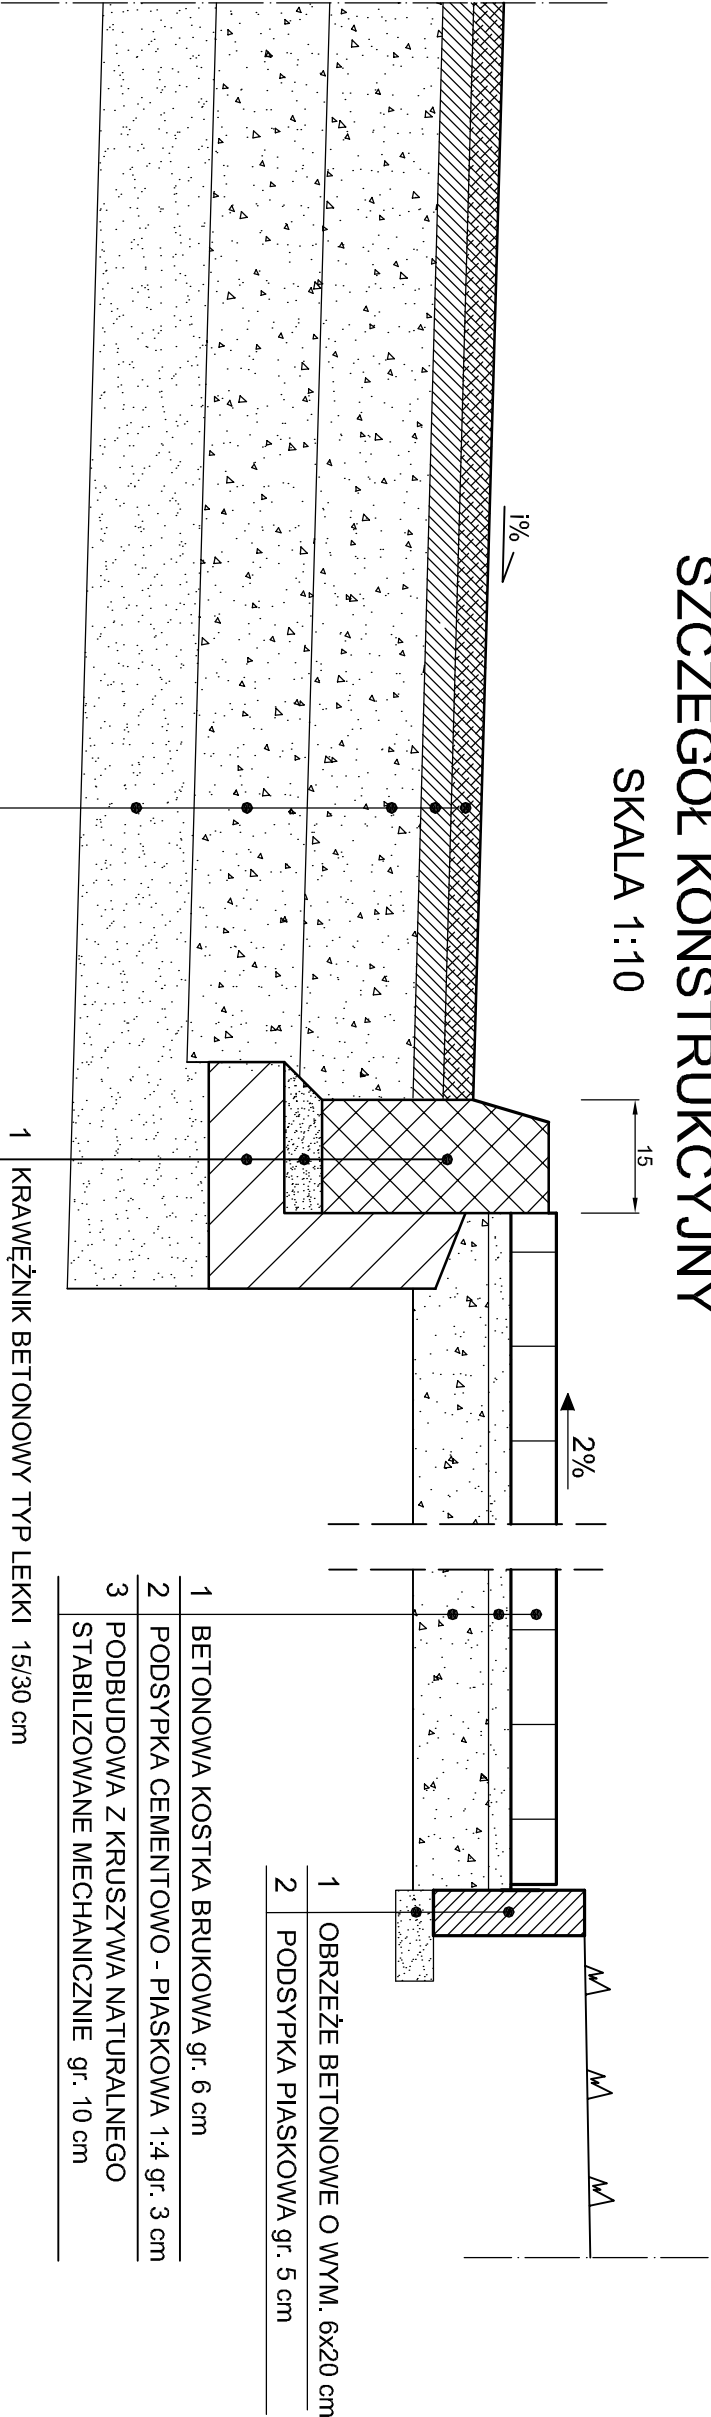 SZCZEGÓŁ KONSTRUKCYJNY
SKALA 1:10
i%
15
2%
1 OBRZEŻE BETONOWE O WYM. 6x20 cm
2 PODSYPKA PIASKOWA gr. 5 cm
1 BETONOWA KOSTKA BRUKOWA gr. 6 cm
2 PODSYPKA CEMENTOWO - PIASKOWA 1:4 gr. 3 cm
3 PODBUDOWA Z KRUSZYWA NATURALNEGO
STABILIZOWANE MECHANICZNIE gr. 10 cm
1 KRAWĘŻNIK BETONOWY TYP LEKKI 15/30 cm